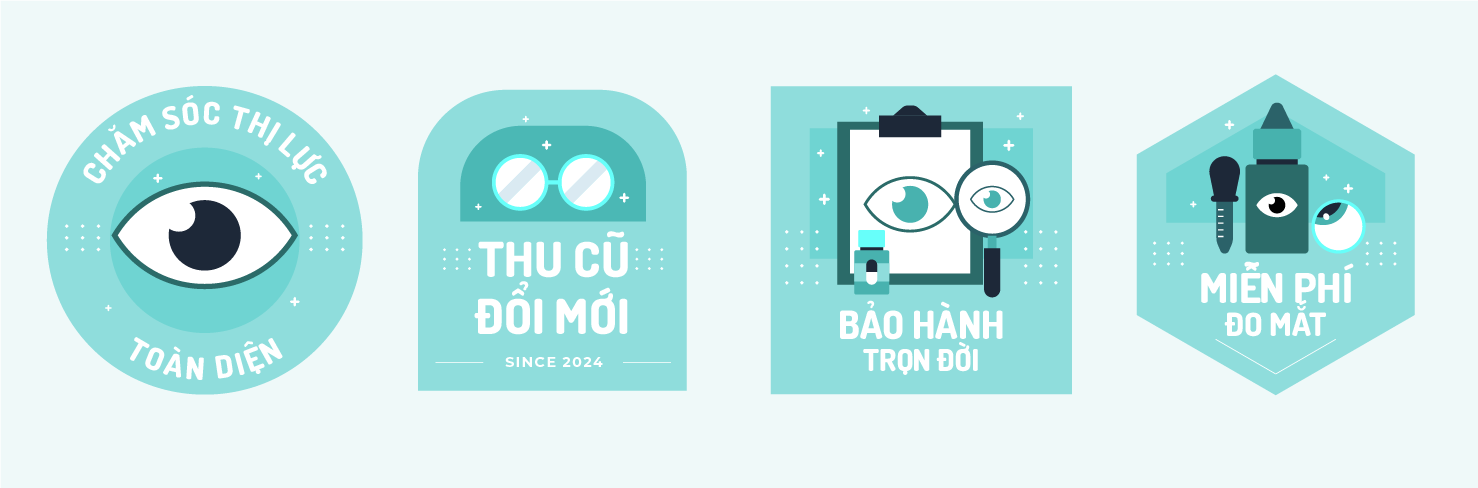 CHĂM SÓC THỊ LỰC
TOÀN DIỆN
THU CŨ
ĐỔI MỚI
SINCE 2024
BẢO HÀNH
TRỌN ĐỜI
MIỄN PHÍ
ĐO MẮT